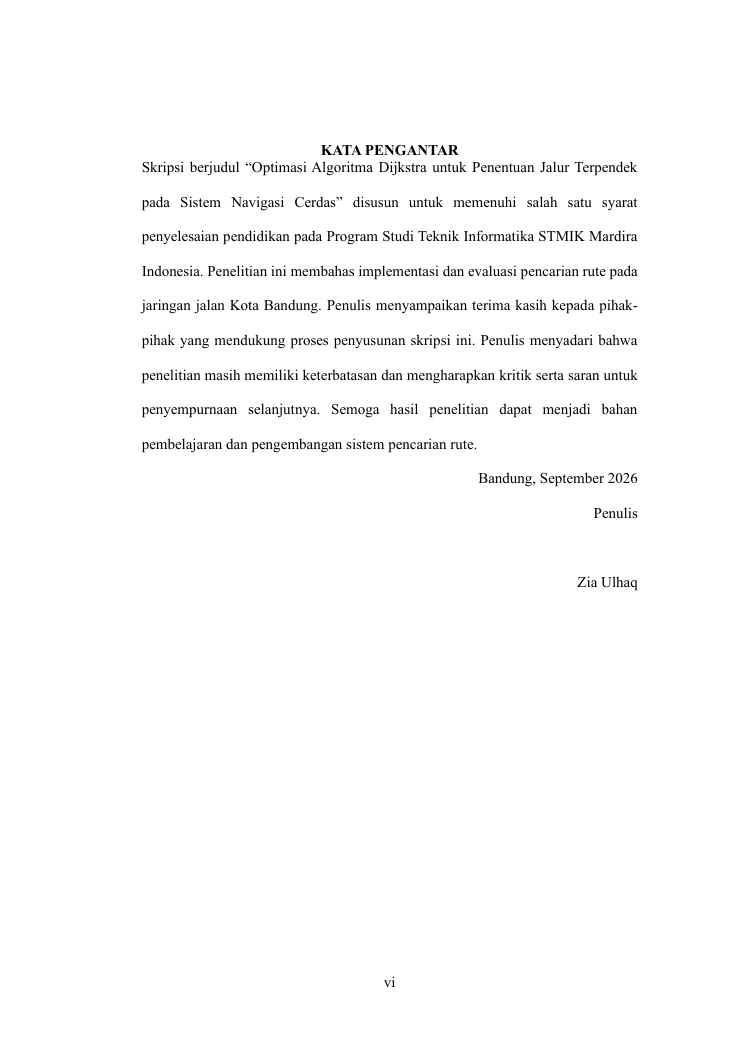 KATA PENGANTAR
Skripsi berjudul “Optimasi Algoritma Dijkstra untuk Penentuan Jalur Terpendek
pada Sistem Navigasi Cerdas” disusun untuk memenuhi salah satu syarat
penyelesaian pendidikan pada Program Studi Teknik Informatika STMIK Mardira
Indonesia. Penelitian ini membahas implementasi dan evaluasi pencarian rute pada
jaringan jalan Kota Bandung. Penulis menyampaikan terima kasih kepada pihak-
pihak yang mendukung proses penyusunan skripsi ini. Penulis menyadari bahwa
penelitian masih memiliki keterbatasan dan mengharapkan kritik serta saran untuk
penyempurnaan selanjutnya. Semoga hasil penelitian dapat menjadi bahan
pembelajaran dan pengembangan sistem pencarian rute.
Bandung, September 2026
Penulis
Zia Ulhaq
vi